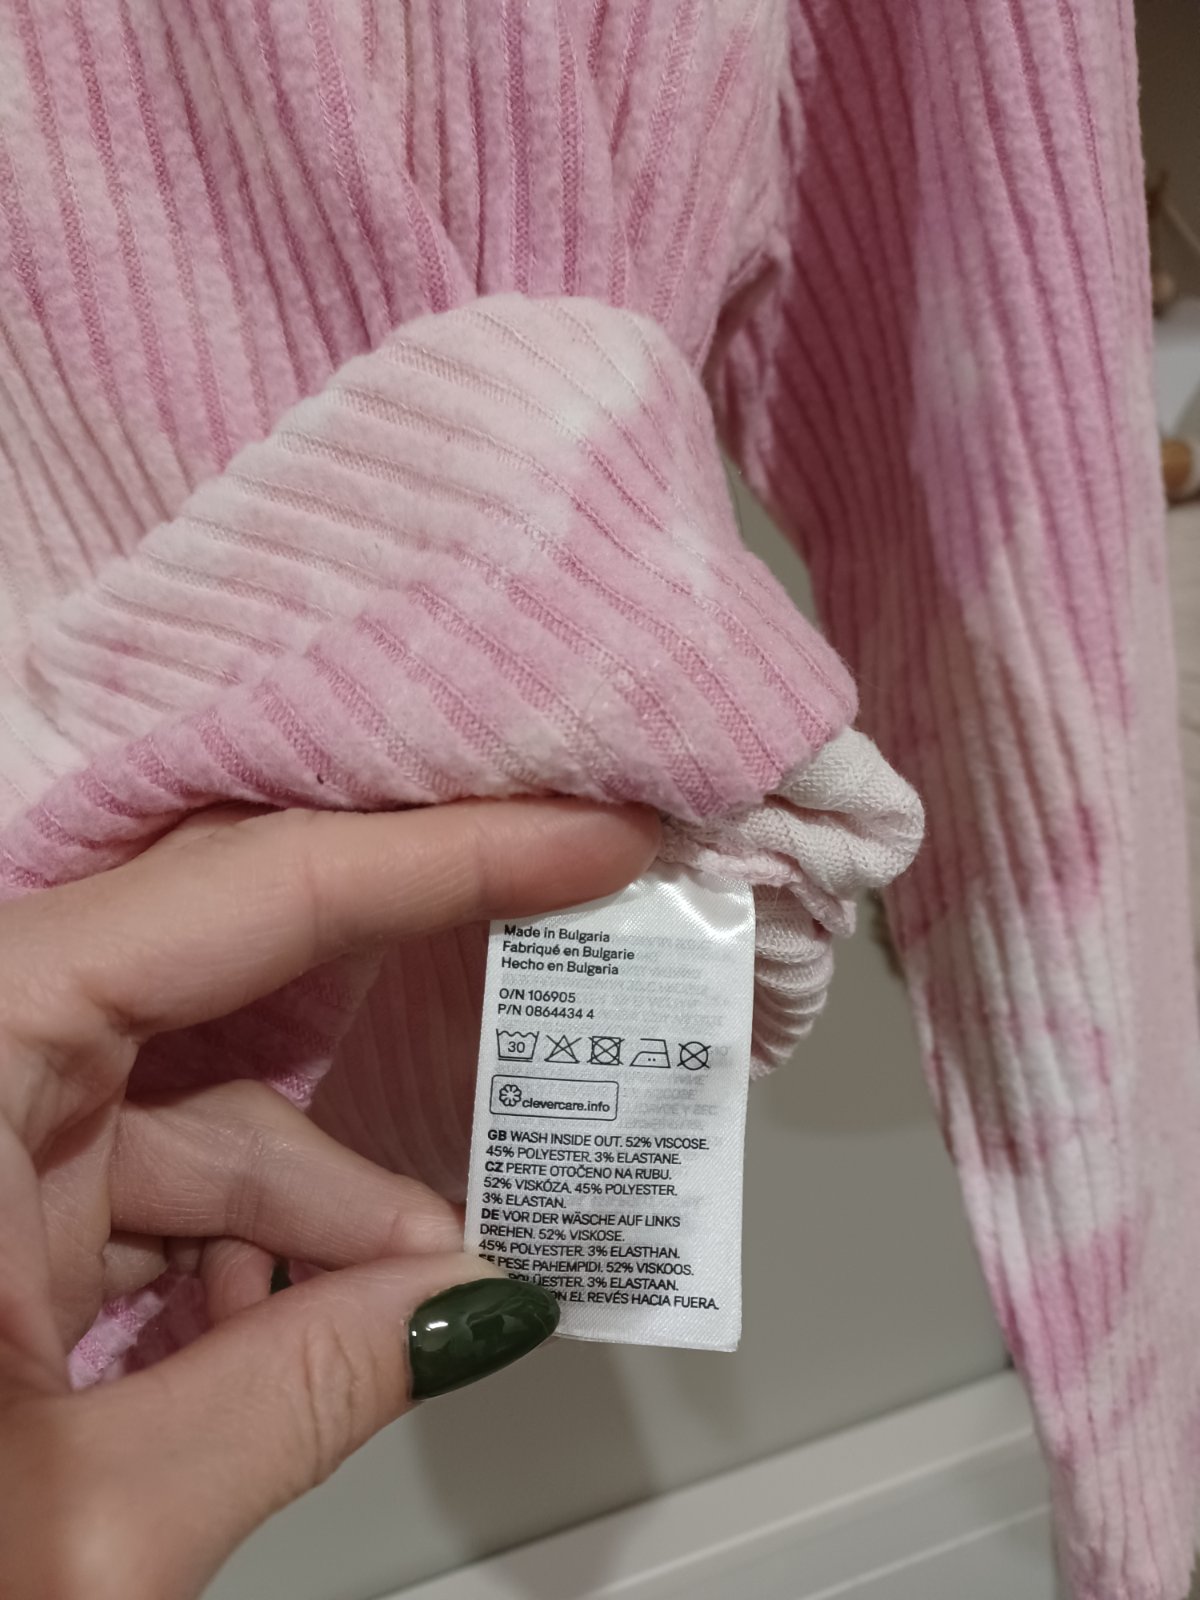 Made in Bulgaria
Fabriqué en Bulgarie
Hecho en Bulgaria
O/N 106905
P/N 0864434 4
30
clevercare.info
GB WASH INSIDE OUT. 52% VISCOSE.
45% POLYESTER. 3% ELASTANE.
CZ PERTE OTOČENO NA RUBU.
52% VISKÓZA. 45% POLYESTER.
3% ELASTAN.
DE VOR DER WÄSCHE AUF LINKS
DREHEN. 52% VISKOSE.
45% POLYESTER. 3% ELASTHAN.
PESE PAHEMPIDI. 52% VISKOOS.
3% ELASTAAN.
EL REVÉS HACIA FUERA.